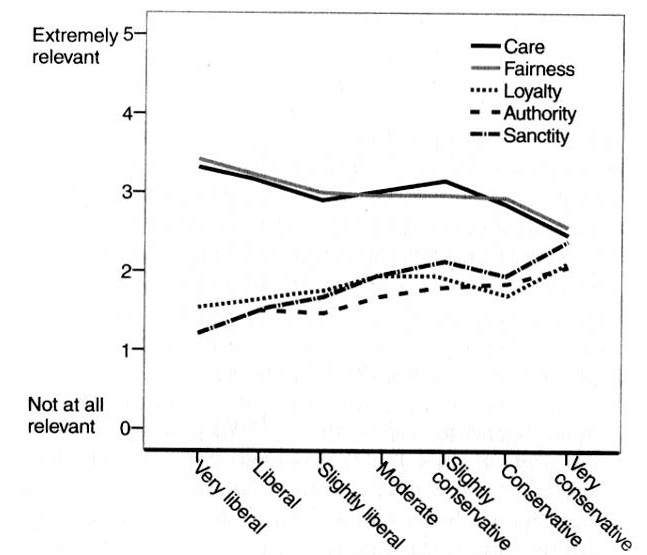 Extremely 5
relevant
4
3
2
1
Not at all
relevant 0
Care
Fairness
Loyalty
Authority
Sanctity
Very liberal
Liberal
Slightly liberal
Moderate
Slightly
conservative
Conservative
Very
conservative